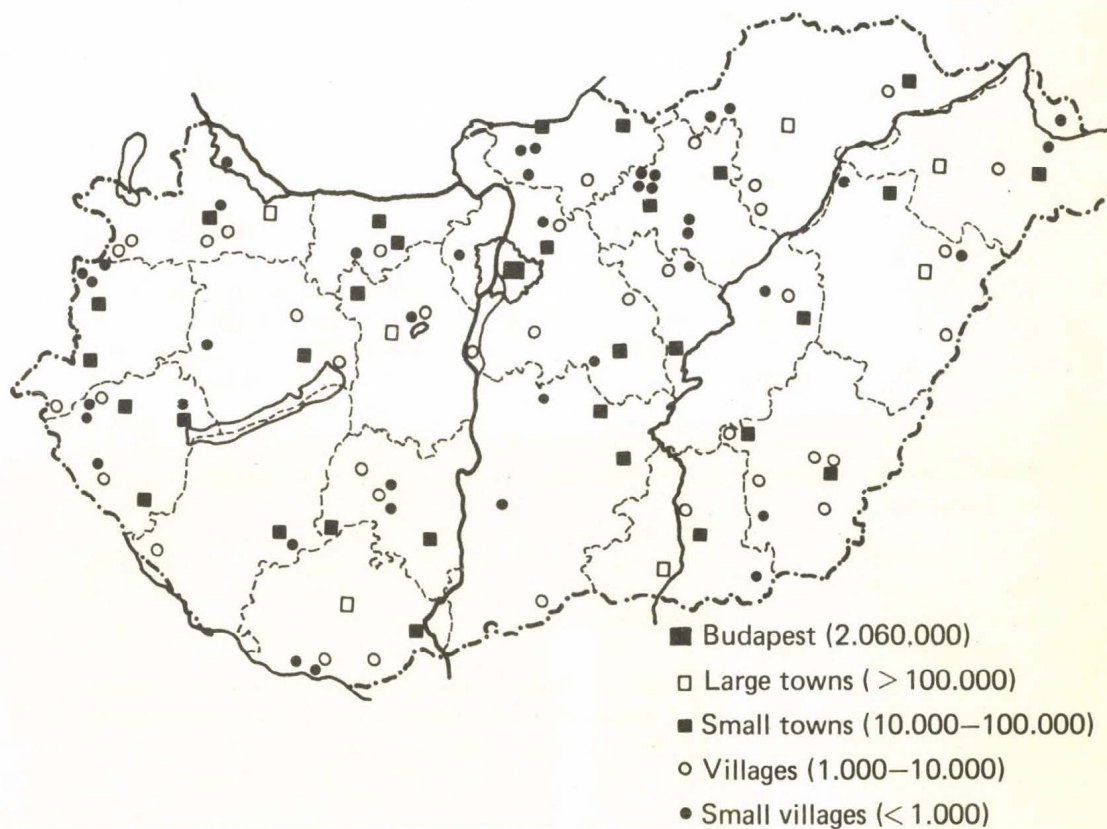 Budapest (2.060.000)
Large towns (> 100.000)
Small towns (10.000—100.000)
Villages (1.000—10.000)
Small villages (< 1.000)